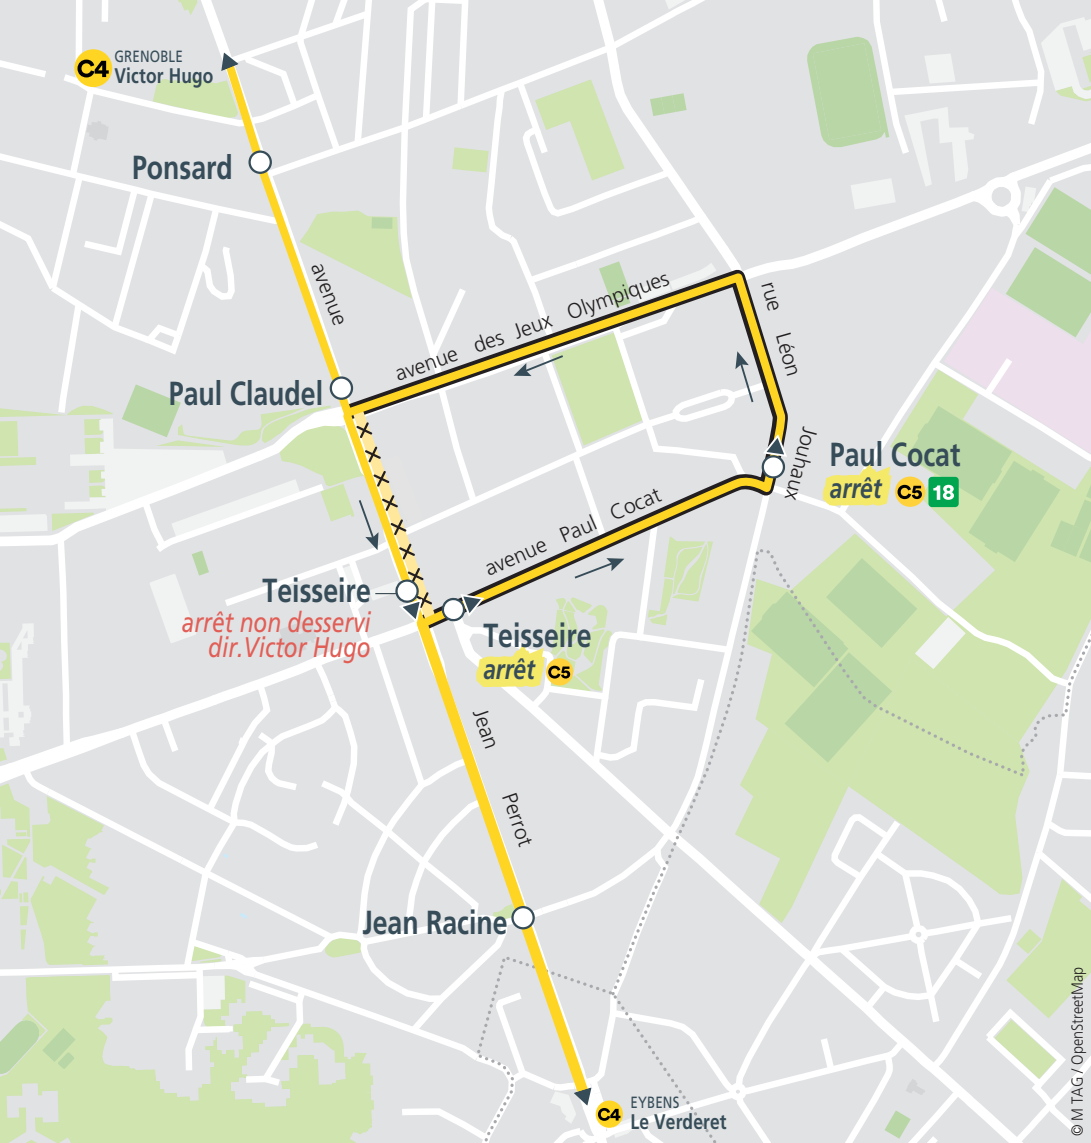 C4
GRENOBLE
Victor Hugo
Ponsard
avenue
avenue des Jeux Olympiques
rue Léon Jouhaux
Paul Claudel
Paul Cocat
arrêt C5 18
avenue Paul Cocat
Teisseire
arrêt non desservi
dir.Victor Hugo
Teisseire
arrêt C5
Jean
Perrot
Jean Racine
C4
EYBENS
Le Verderet
© M TAG / OpenStreetMap